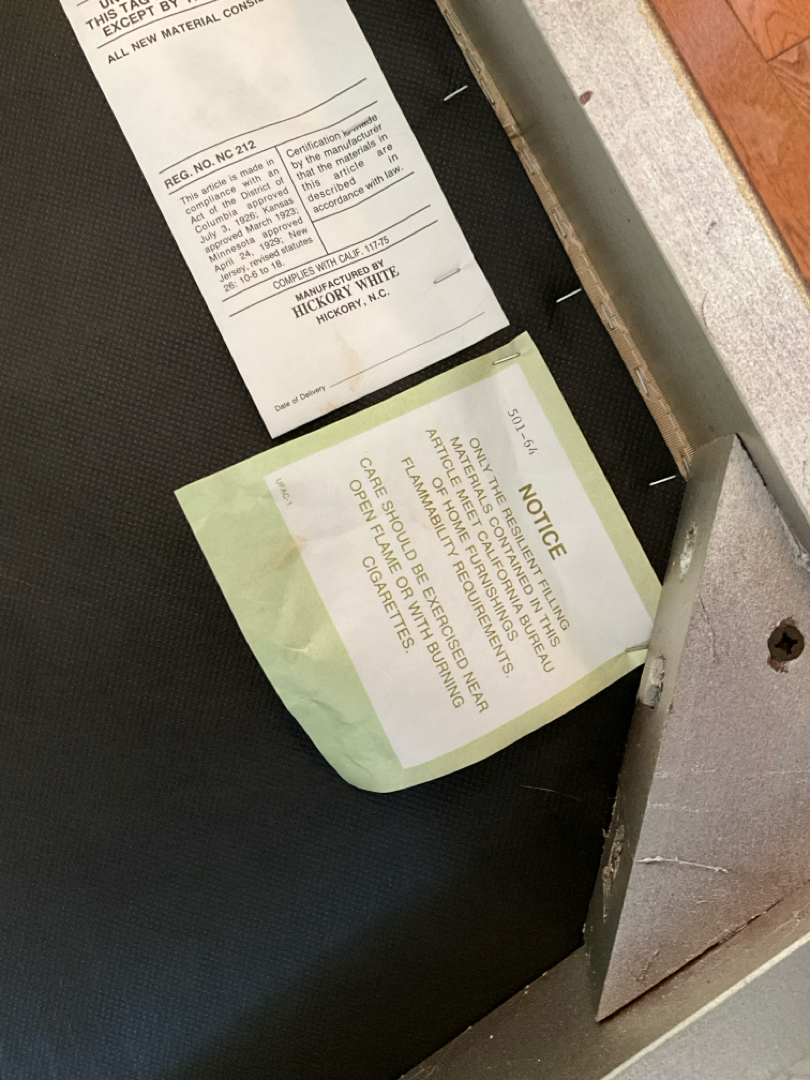 THIS TAG
EXCEPT BY
ALL NEW MATERIAL
REG. NO. NC 212
This article is made in
compliance with an
Act of the District of
Columbia approved
July 3, 1926; Kansas
approved March 1923;
Minnesota approved
April 24, 1929; New
Jersey, revised statutes
26: 10-6 to 18.
Certification is made
by the manufacturer
that the materials in
this article are
described in
accordance with law.
COMPLIES WITH CALIF. 117-75
MANUFACTURED BY
HICKORY WHITE
HICKORY, N.C.
Date of Delivery
501-64
NOTICE
ONLY THE RESILIENT FILLING
MATERIALS CONTAINED IN THIS
ARTICLE MEET CALIFORNIA BUREAU
OF HOME FURNISHINGS
FLAMMABILITY REQUIREMENTS.
CARE SHOULD BE EXERCISED NEAR
OPEN FLAME OR WITH BURNING
CIGARETTES.
UFAC-1